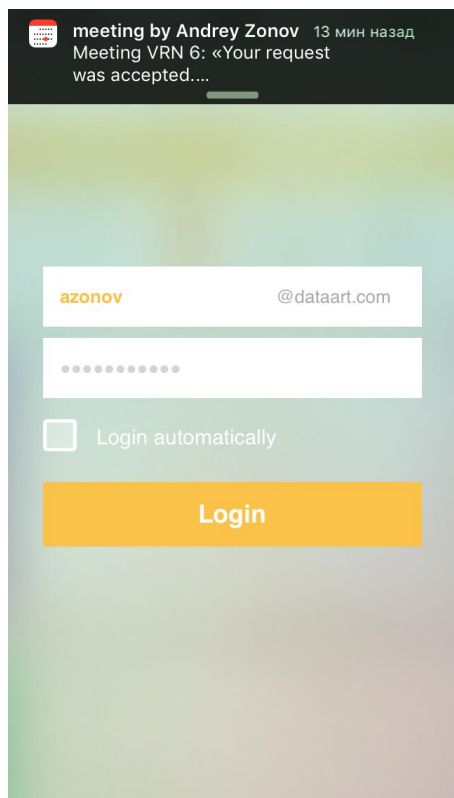 meeting by Andrey Zonov 13 мин назад
Meeting VRN 6: «Your request
was accepted....
azonov @dataart.com
•••••••••••
Login automatically
Login